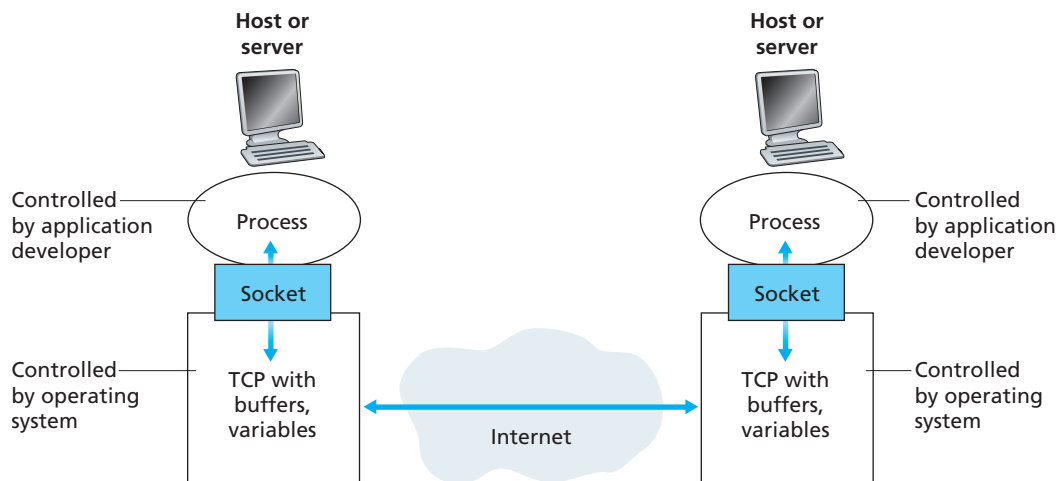 Host or
server
Host or
server
Controlled
by application
developer
Process
Process
Controlled
by application
developer
Socket
Socket
Controlled
by operating
system
TCP with
buffers,
variables
Internet
TCP with
buffers,
variables
Controlled
by operating
system